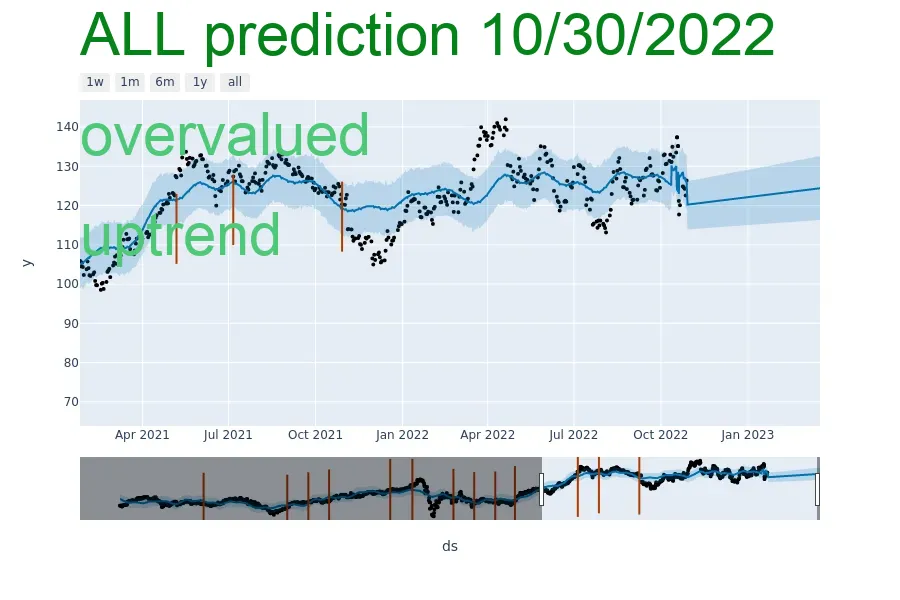 ALL prediction 10/30/2022
1w 1m 6m 1y all
overvalued
uptrend
140
130
120
110
100
90
80
70
y
Apr 2021 Jul 2021 Oct 2021 Jan 2022 Apr 2022 Jul 2022 Oct 2022 Jan 2023
ds